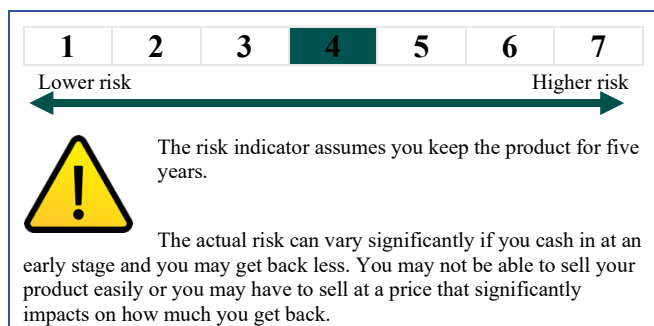 1 2 3 4 5 6 7
Lower risk Higher risk
The risk indicator assumes you keep the product for five
years.
The actual risk can vary significantly if you cash in at an
early stage and you may get back less. You may not be able to sell your
product easily or you may have to sell at a price that significantly
impacts on how much you get back.